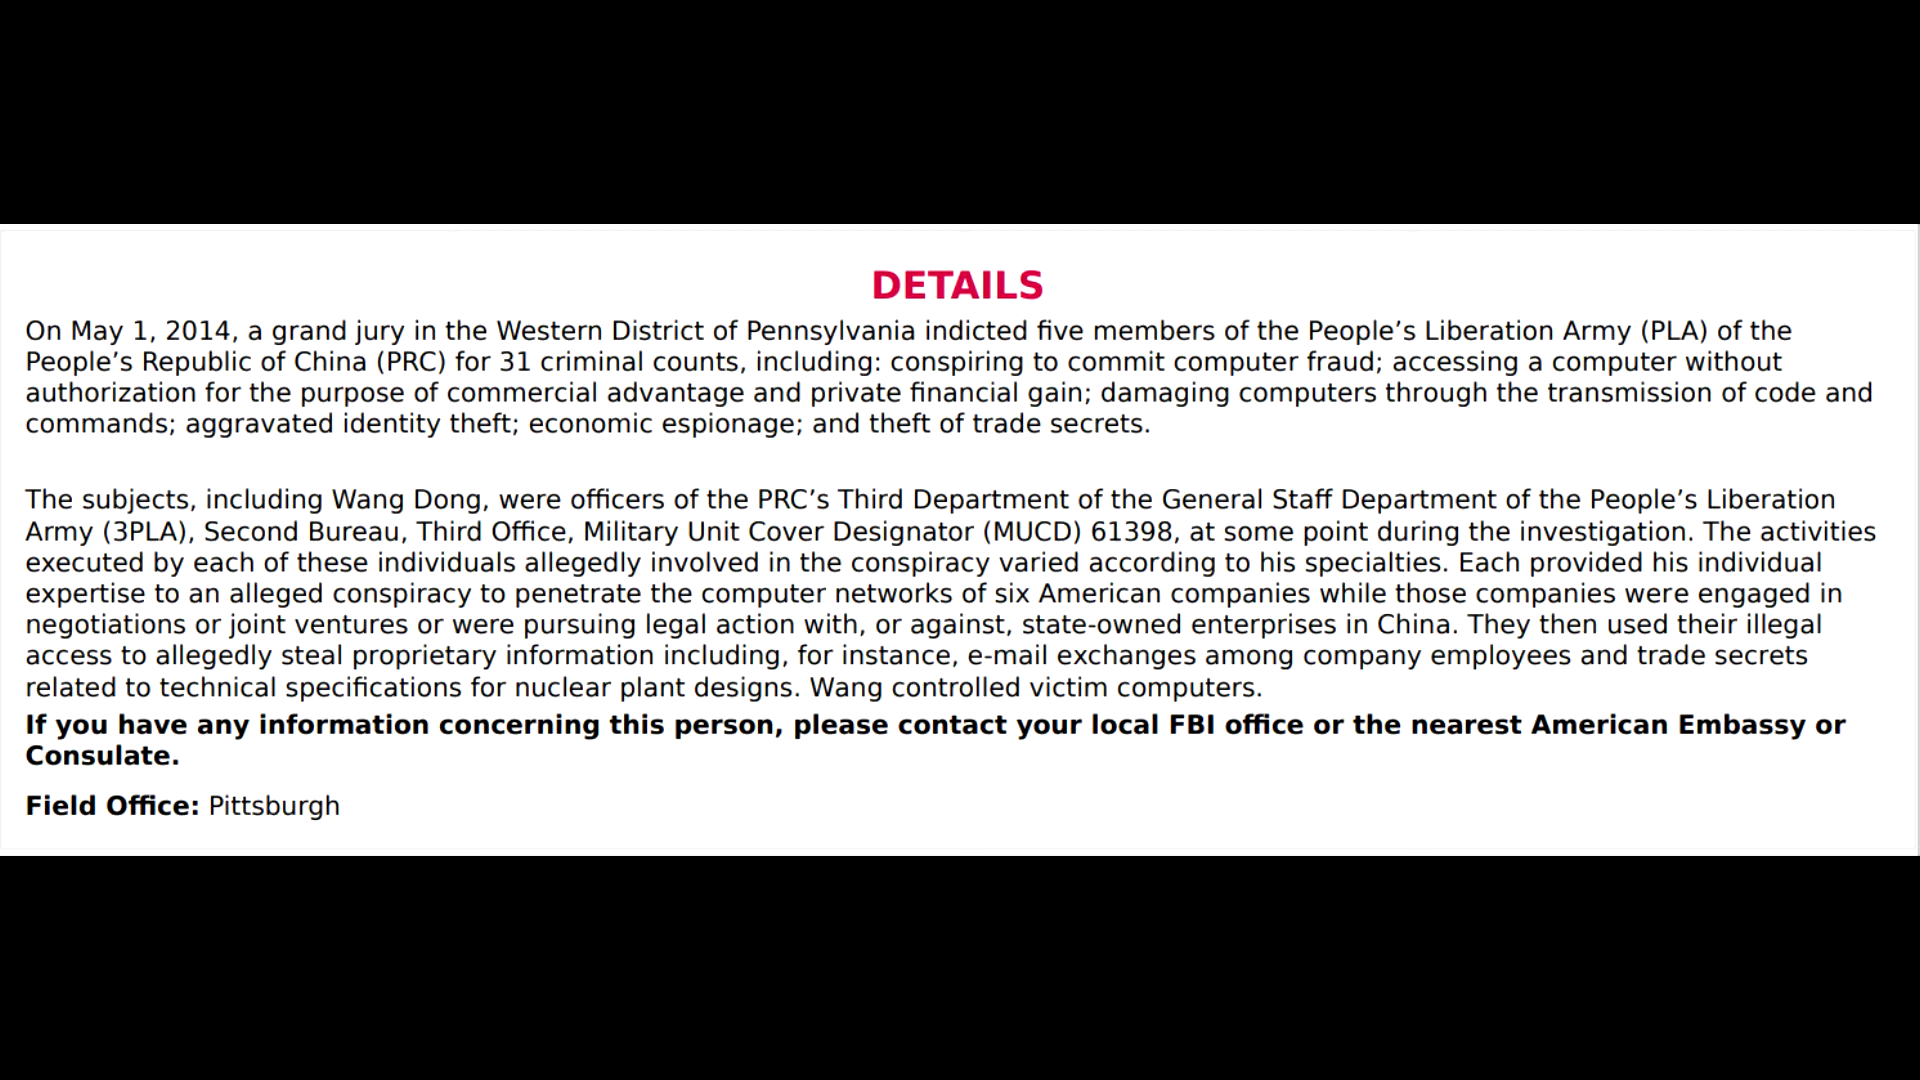 DETAILS
On May 1, 2014, a grand jury in the Western District of Pennsylvania indicted five members of the People’s Liberation Army (PLA) of the
People’s Republic of China (PRC) for 31 criminal counts, including: conspiring to commit computer fraud; accessing a computer without
authorization for the purpose of commercial advantage and private financial gain; damaging computers through the transmission of code and
commands; aggravated identity theft; economic espionage; and theft of trade secrets.
The subjects, including Wang Dong, were officers of the PRC’s Third Department of the General Staff Department of the People’s Liberation
Army (3PLA), Second Bureau, Third Office, Military Unit Cover Designator (MUCD) 61398, at some point during the investigation. The activities
executed by each of these individuals allegedly involved in the conspiracy varied according to his specialties. Each provided his individual
expertise to an alleged conspiracy to penetrate the computer networks of six American companies while those companies were engaged in
negotiations or joint ventures or were pursuing legal action with, or against, state-owned enterprises in China. They then used their illegal
access to allegedly steal proprietary information including, for instance, e-mail exchanges among company employees and trade secrets
related to technical specifications for nuclear plant designs. Wang controlled victim computers.
If you have any information concerning this person, please contact your local FBI office or the nearest American Embassy or
Consulate.
Field Office: Pittsburgh